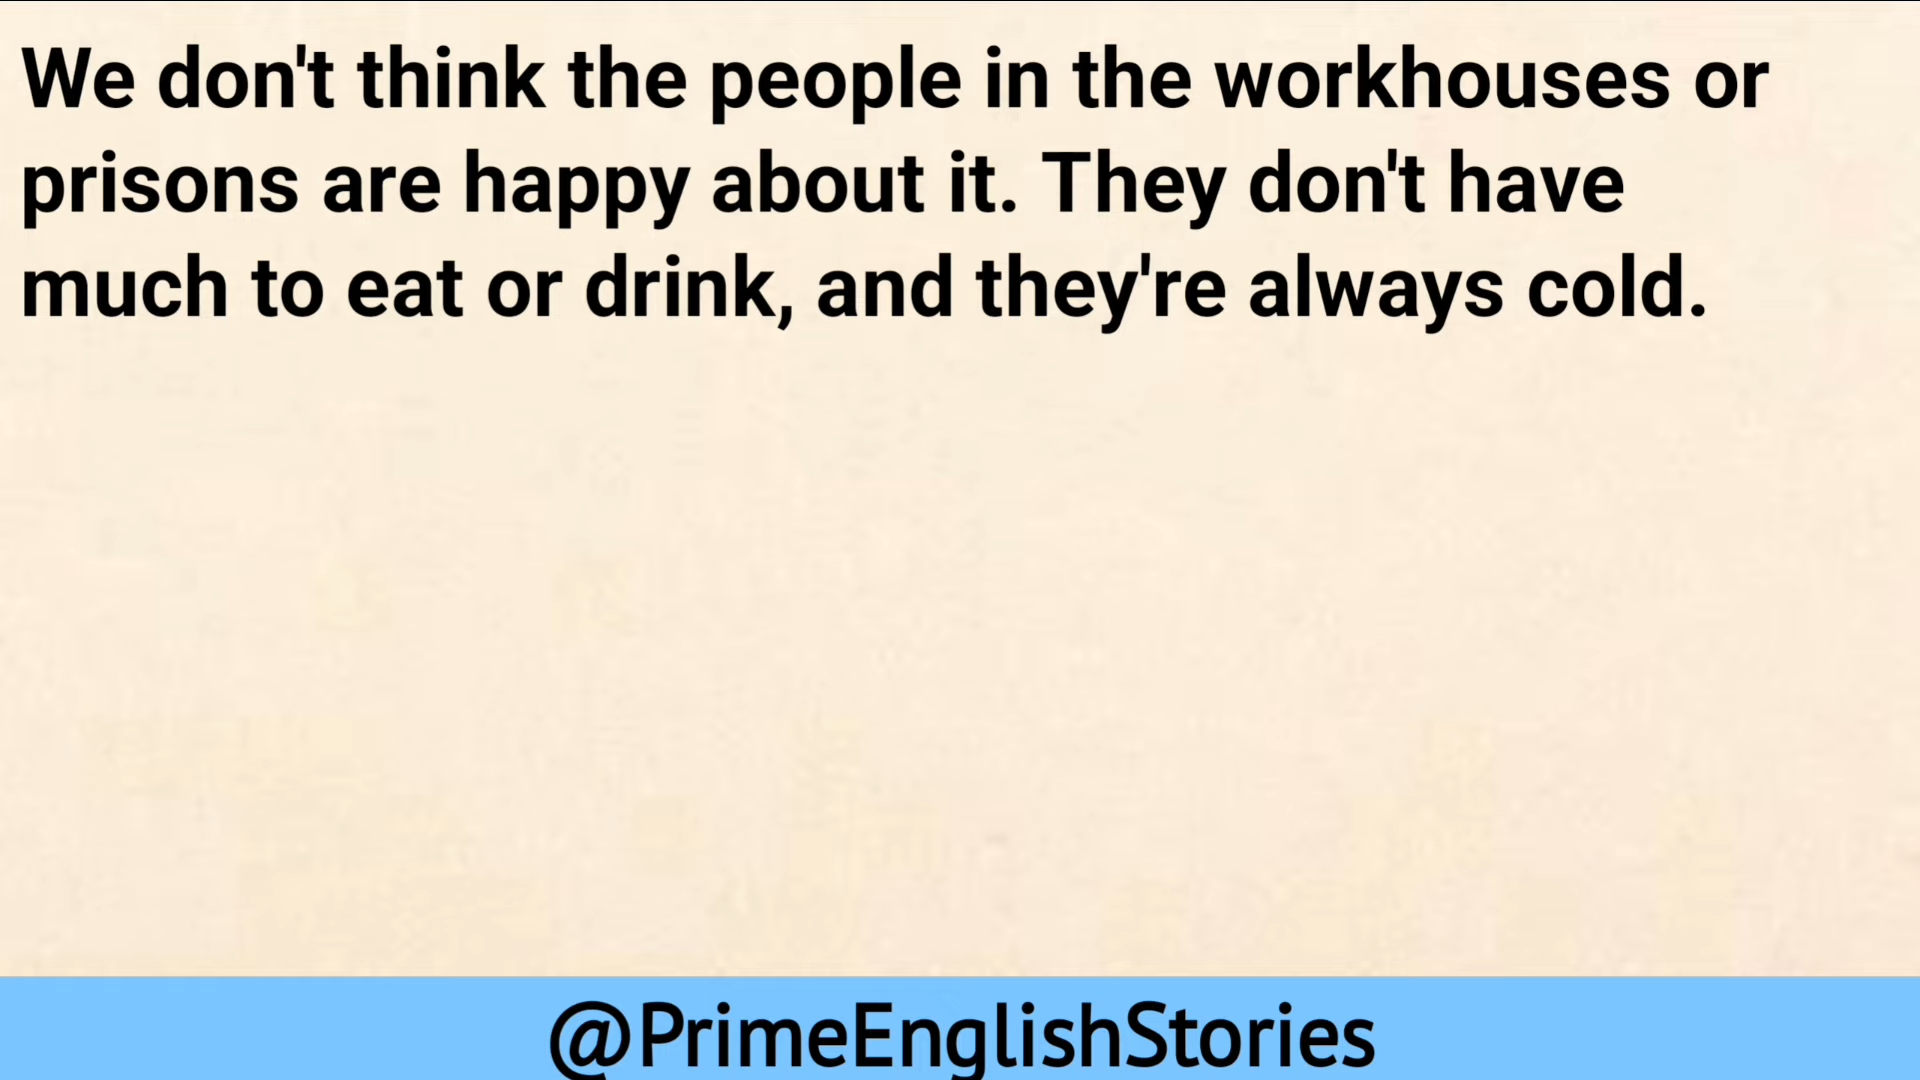 We don't think the people in the workhouses or
prisons are happy about it. They don't have
much to eat or drink, and they're always cold.
@PrimeEnglishStories